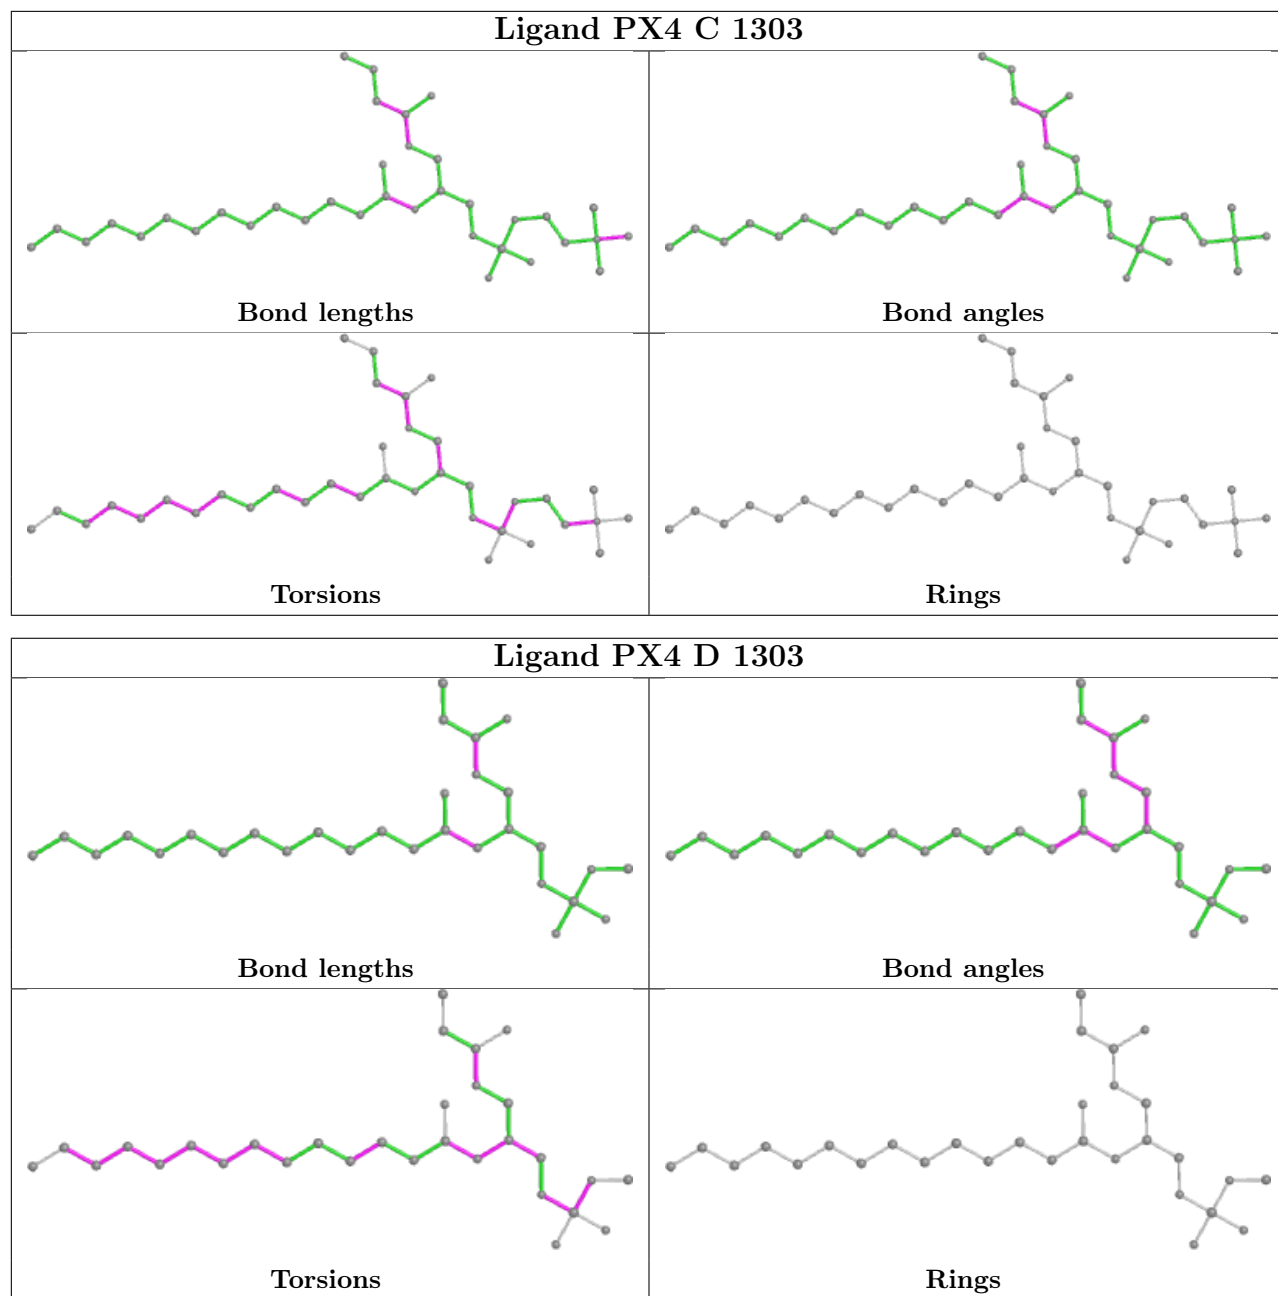 Ligand PX4 C 1303
Bond lengths
Bond angles
Torsions
Rings
Ligand PX4 D 1303
Bond lengths
Bond angles
Torsions
Rings